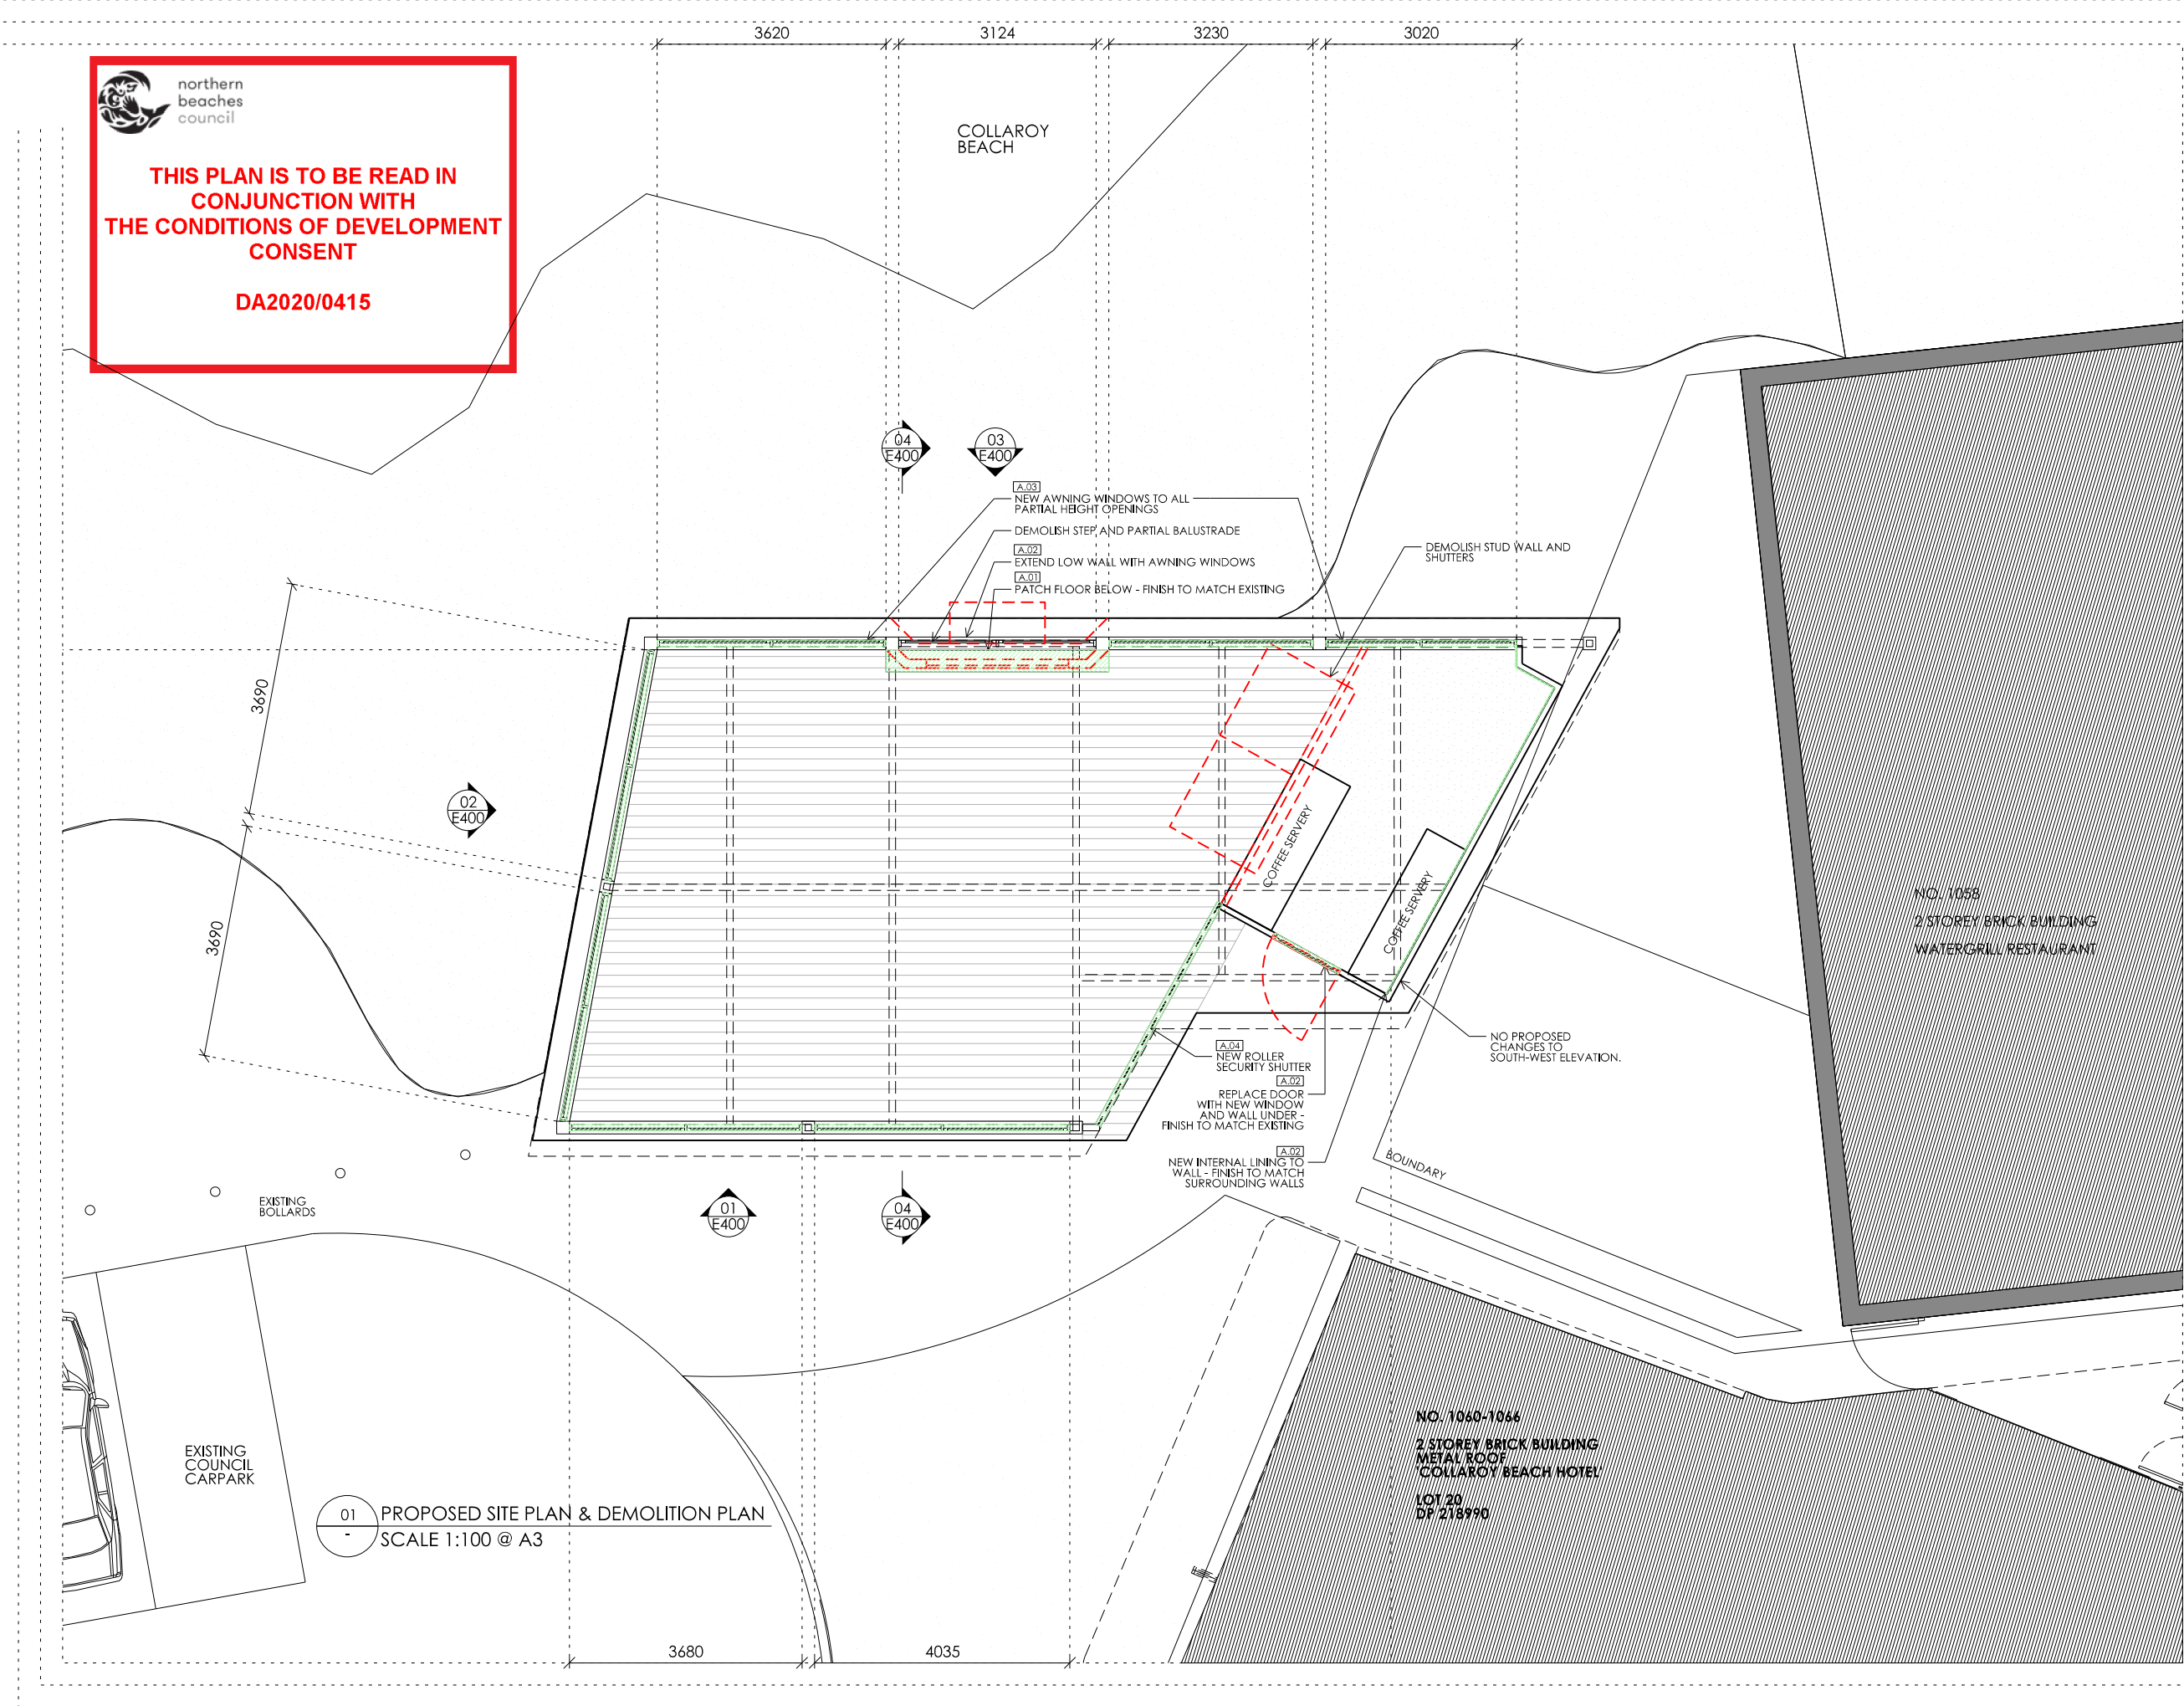 3620
3124
3230
3020
northern
beaches
council
THIS PLAN IS TO BE READ IN
CONJUNCTION WITH
THE CONDITIONS OF DEVELOPMENT
CONSENT
DA2020/0415
COLLAROY
BEACH
04
E400
03
E400
A.03
NEW AWNING WINDOWS TO ALL
PARTIAL HEIGHT OPENINGS
DEMOLISH STEP AND PARTIAL BALUSTRADE
A.02
EXTEND LOW WALL WITH AWNING WINDOWS
A.01
PATCH FLOOR BELOW - FINISH TO MATCH EXISTING
DEMOLISH STUD WALL AND
SHUTTERS
3690
02
E400
3690
COFFEE SERVERY
COFFEE SERVERY
NO. 1058
2 STOREY BRICK BUILDING
WATERGRILL RESTAURANT
NO PROPOSED
CHANGES TO
SOUTH-WEST ELEVATION.
A.04
NEW ROLLER
SECURITY SHUTTER
A.02
REPLACE DOOR
WITH NEW WINDOW
AND WALL UNDER -
FINISH TO MATCH EXISTING
A.02
NEW INTERNAL LINING TO
WALL - FINISH TO MATCH
SURROUNDING WALLS
BOUNDARY
EXISTING
BOLLARDS
01
E400
04
E400
EXISTING
COUNCIL
CARPARK
NO. 1060-1066
2 STOREY BRICK BUILDING
METAL ROOF
'COLLAROY BEACH HOTEL'
LOT 20
DP 218990
01
-
PROPOSED SITE PLAN & DEMOLITION PLAN
SCALE 1:100 @ A3
3680
4035